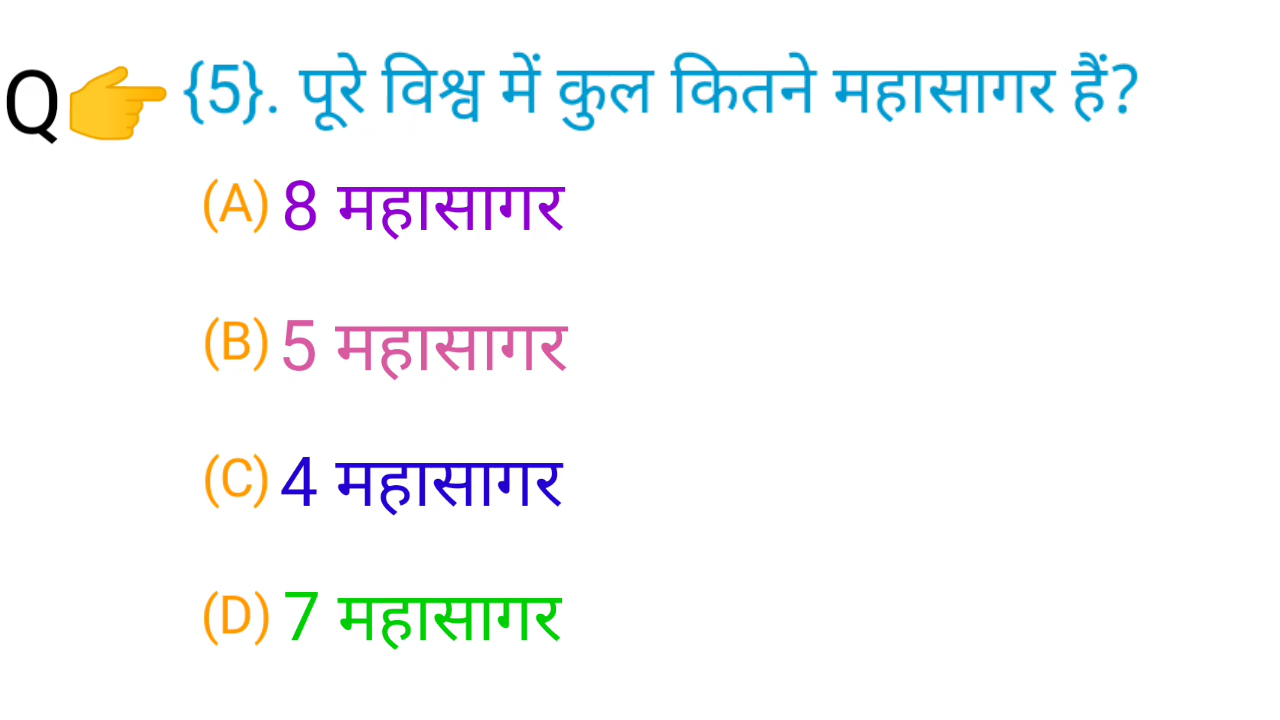 Q👉 {5}. पूरे विश्व में कुल कितने महासागर हैं?
(A) 8 महासागर
(B) 5 महासागर
(C) 4 महासागर
(D) 7 महासागर